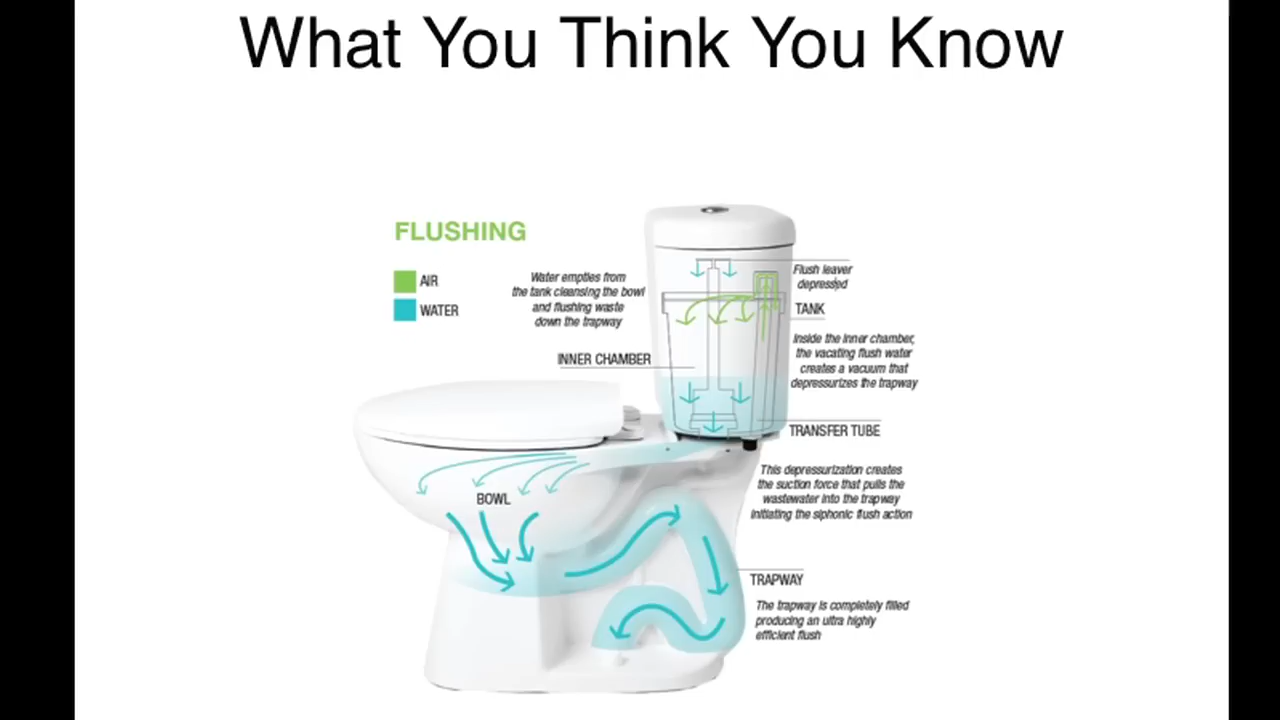 What You Think You Know
FLUSHING
AIR
WATER
Water empties from
the tank cleansing the bowl
and flushing waste
down the trapway
INNER CHAMBER
Flush leaver
depressed
TANK
Inside the inner chamber,
the vacating flush water
creates a vacuum that
depressurizes the trapway
TRANSFER TUBE
This depressurization creates
the suction force that pulls the
wastewater into the trapway
initiating the siphonic flush action
BOWL
TRAPWAY
The trapway is completely filled
producing an ultra highly
efficient flush